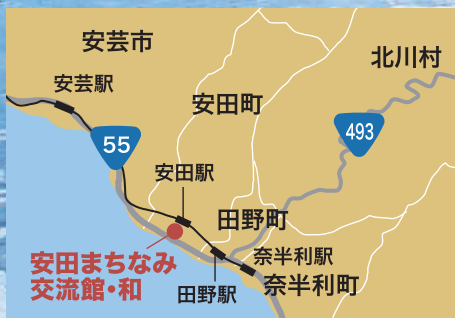 安芸市
北川村
安芸駅
安田町
493
55
安田駅
田野町
奈半利駅
安田まちなみ
交流館・和
田野駅
奈半利町